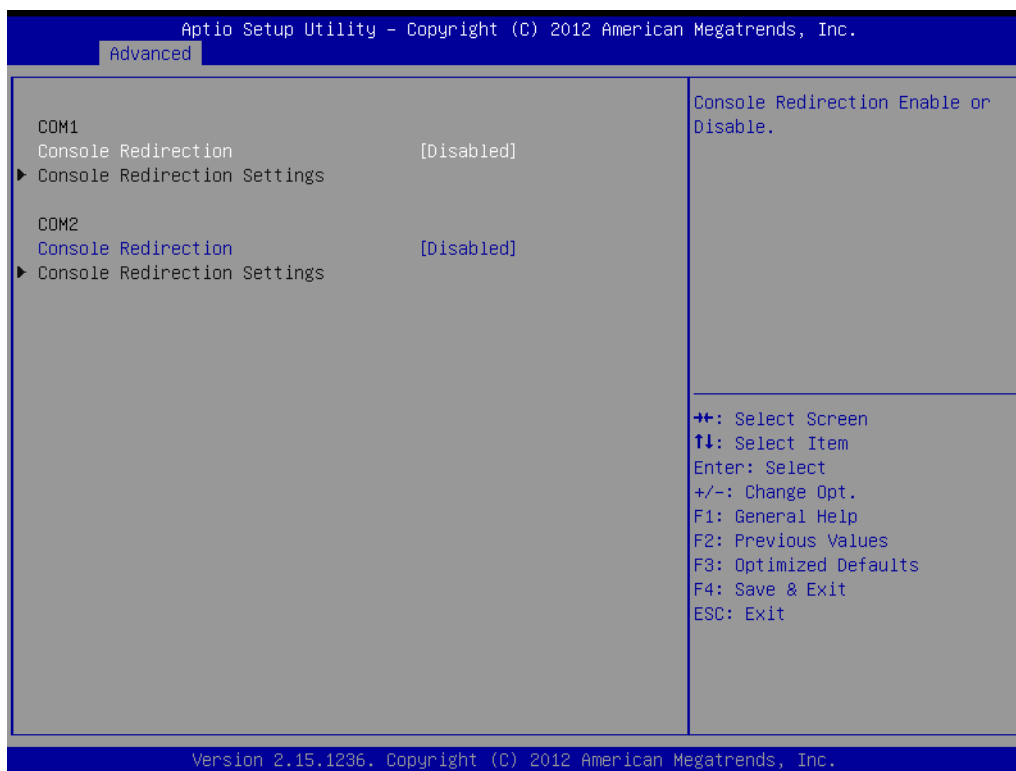 Aptio Setup Utility – Copyright (C) 2012 American Megatrends, Inc.
Advanced
COM1
Console Redirection [Disabled]
▶ Console Redirection Settings
COM2
Console Redirection [Disabled]
▶ Console Redirection Settings
Console Redirection Enable or
Disable.
→←: Select Screen
↑↓: Select Item
Enter: Select
+/-: Change Opt.
F1: General Help
F2: Previous Values
F3: Optimized Defaults
F4: Save & Exit
ESC: Exit
Version 2.15.1236. Copyright (C) 2012 American Megatrends, Inc.